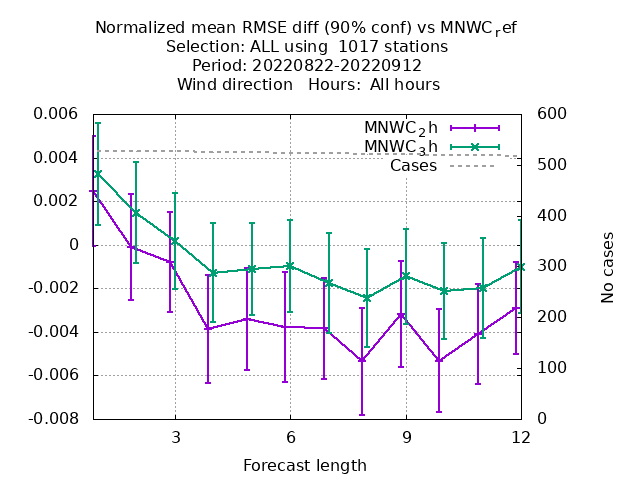 Normalized mean RMSE diff (90% conf) vs MNWC_ref
Selection: ALL using  1017 stations
Period: 20220822-20220912
Wind direction   Hours:  All hours
0.006
0.004
0.002
0
-0.002
-0.004
-0.006
-0.008
600
500
400
300
200
100
0
MNWC_2h
MNWC_3h
Cases
3
6
9
12
No cases
Forecast length